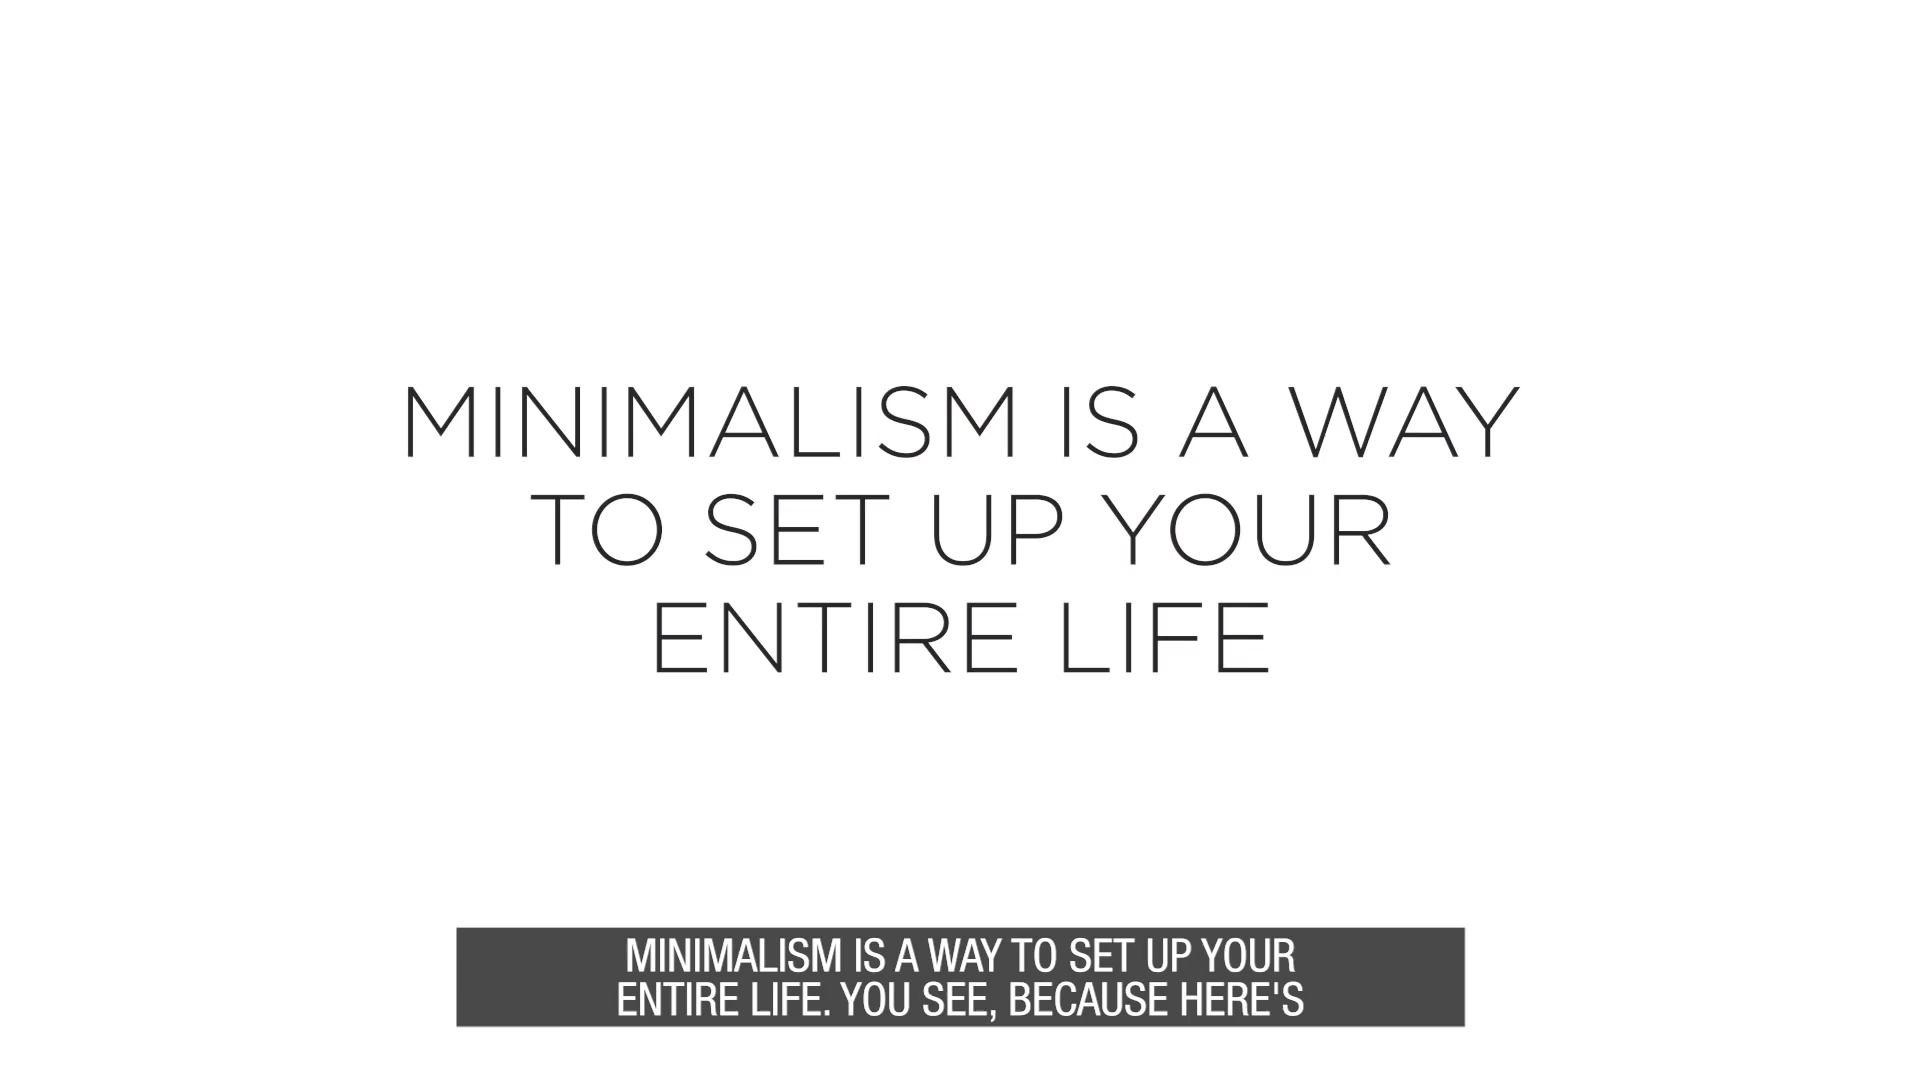 MINIMALISM IS A WAY
TO SET UP YOUR
ENTIRE LIFE
MINIMALISM IS A WAY TO SET UP YOUR
ENTIRE LIFE. YOU SEE, BECAUSE HERE'S